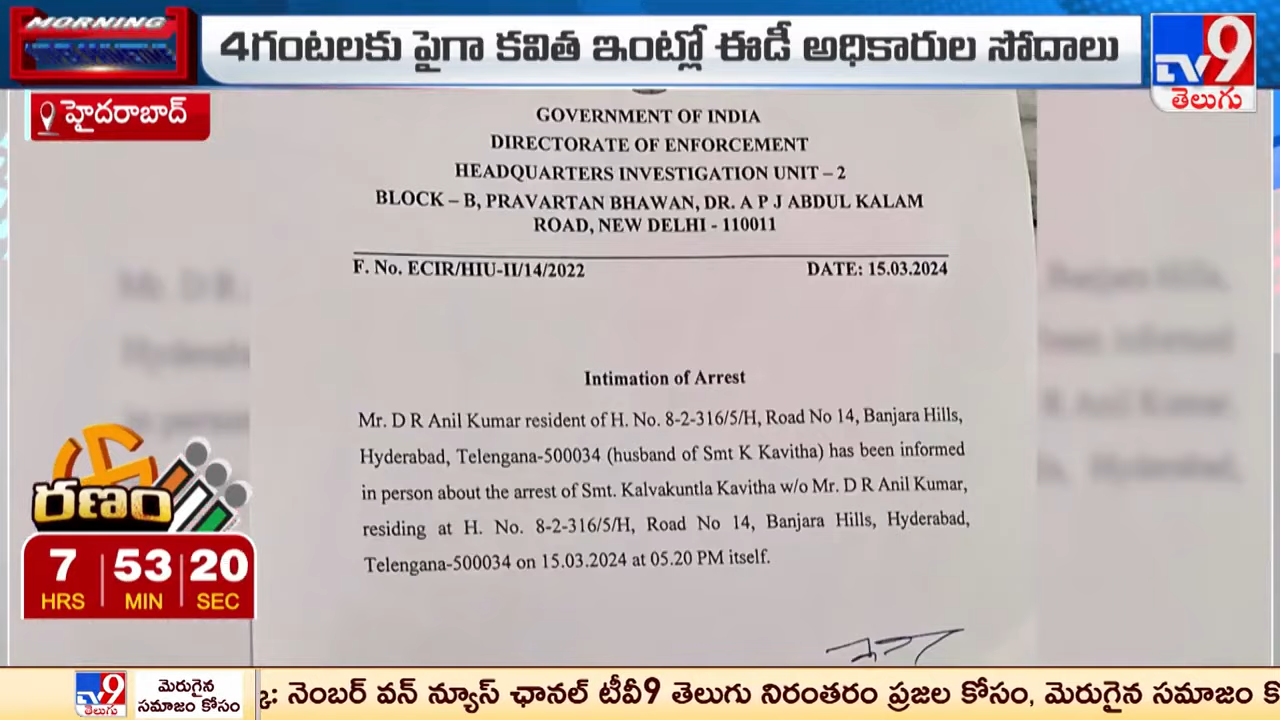 MORNING
4గంటలకు పైగా కవిత ఇంట్లో ఈడీ అధికారుల సోదాలు
TV9
తెలుగు
హైదరాబాద్
GOVERNMENT OF INDIA
DIRECTORATE OF ENFORCEMENT
HEADQUARTERS INVESTIGATION UNIT – 2
BLOCK – B, PRAVARTAN BHAWAN, DR. A P J ABDUL KALAM
ROAD, NEW DELHI - 110011
F. No. ECIR/HIU-II/14/2022 DATE: 15.03.2024
Intimation of Arrest
Mr. D R Anil Kumar resident of H. No. 8-2-316/5/H, Road No 14, Banjara Hills,
Hyderabad, Telengana-500034 (husband of Smt K Kavitha) has been informed
in person about the arrest of Smt. Kalvakuntla Kavitha w/o Mr. D R Anil Kumar,
residing at H. No. 8-2-316/5/H, Road No 14, Banjara Hills, Hyderabad,
Telengana-500034 on 15.03.2024 at 05.20 PM itself.
రణం
7 53 20
HRS MIN SEC
TV9
తెలుగు
మెరుగైన
సమాజం కోసం
: నెంబర్ వన్ న్యూస్ ఛానల్ టీవీ9 తెలుగు నిరంతరం ప్రజల కోసం, మెరుగైన సమాజం